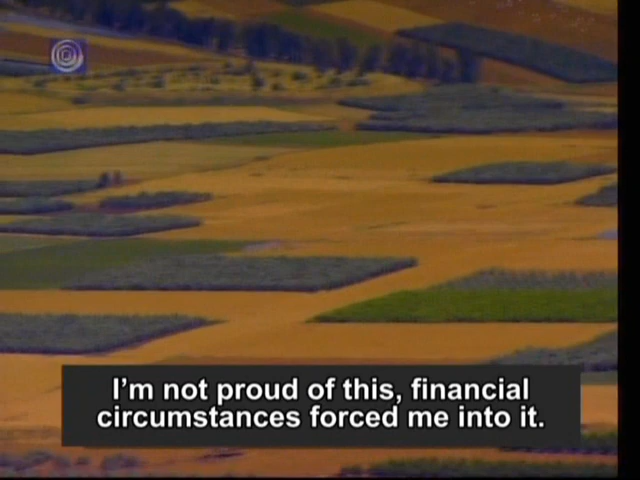 I'm not proud of this, financial
circumstances forced me into it.